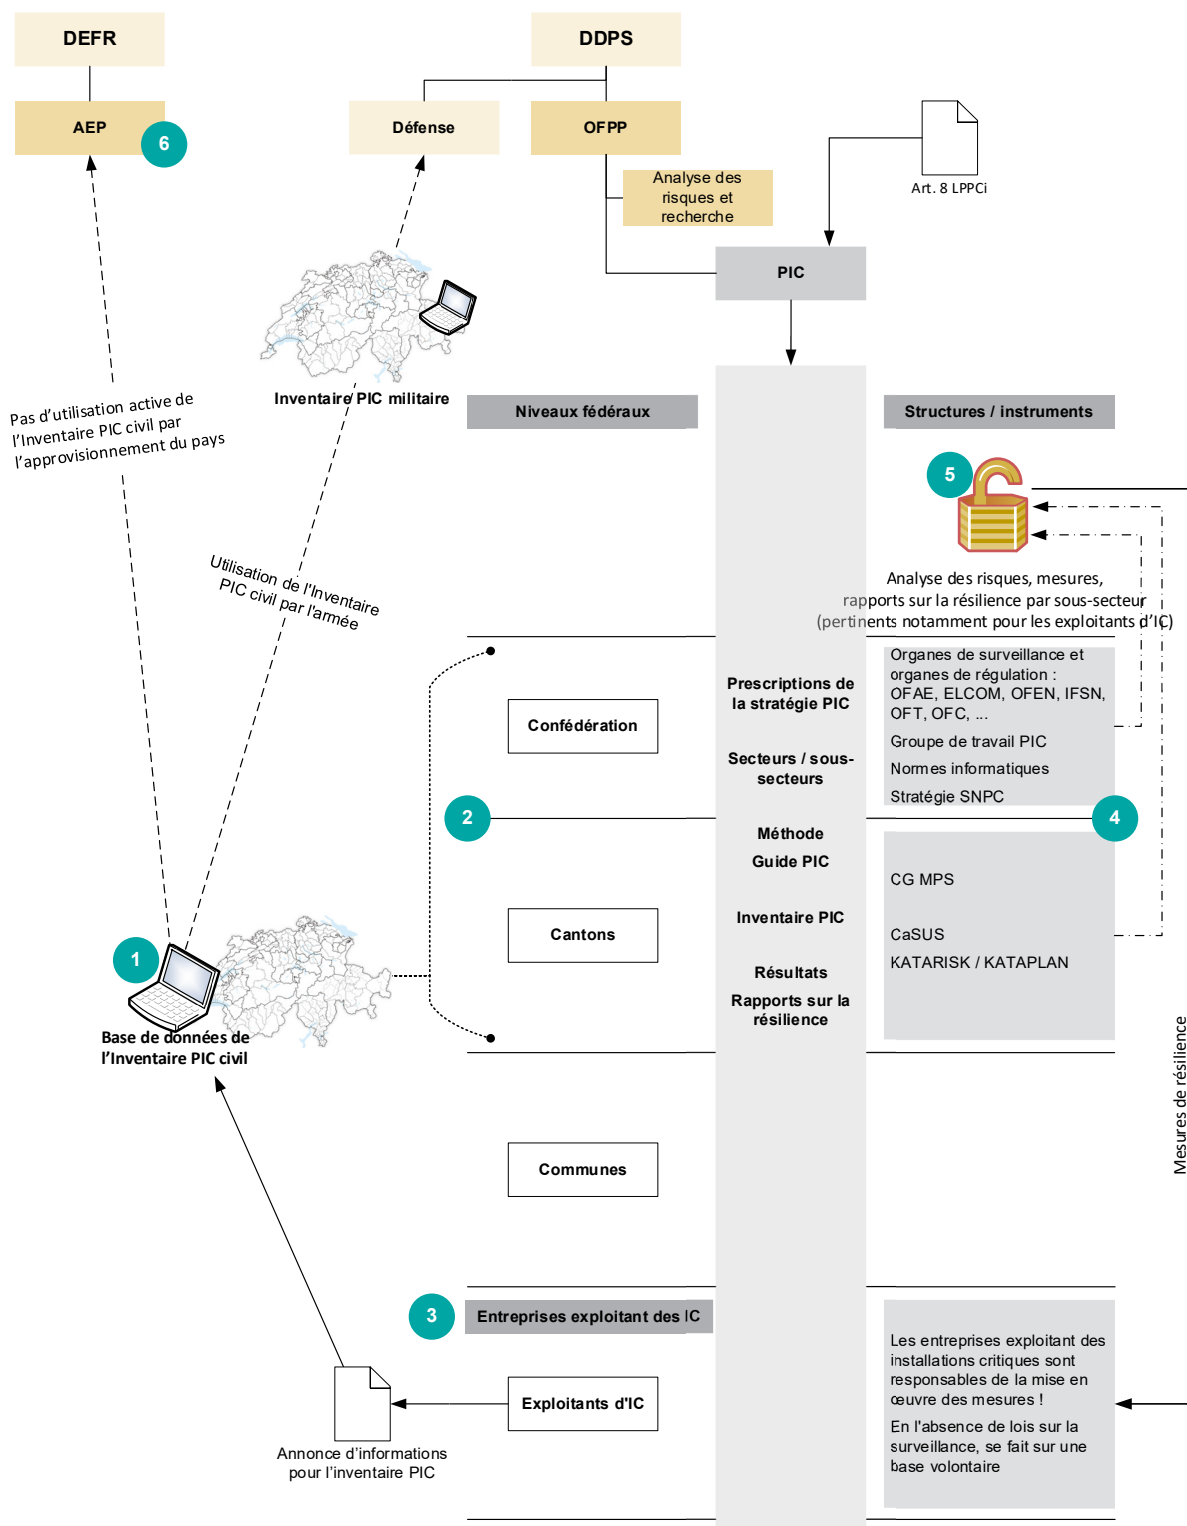 DEFR
DDPS
AEP
6
Défense
OFPP
Analyse des
risques et
recherche
Art. 8 LPPCi
PIC
Inventaire PIC militaire
Niveaux fédéraux
Structures / instruments
Pas d'utilisation active de
l'Inventaire PIC civil par
l'approvisionnement du pays
5
Utilisation de l'Inventaire
PIC civil par l'armée
Analyse des risques, mesures,
rapports sur la résilience par sous-secteur
(pertinents notamment pour les exploitants d'IC)
Confédération
Prescriptions de
la stratégie PIC
Secteurs / sous-
secteurs
Organes de surveillance et
organes de régulation :
OFAE, ELCOM, OFEN, IFSN,
OFT, OFC, ...
Groupe de travail PIC
Normes informatiques
Stratégie SNPC
2
4
Méthode
Guide PIC
Cantons
Inventaire PIC
Résultats
Rapports sur la
résilience
CG MPS
CaSUS
KATARISK / KATAPLAN
1
Base de données de
l'Inventaire PIC civil
Mesures de résilience
Communes
3
Entreprises exploitant des IC
Exploitants d'IC
Annonce d'informations
pour l'inventaire PIC
Les entreprises exploitant des
installations critiques sont
responsables de la mise en
œuvre des mesures !
En l'absence de lois sur la
surveillance, se fait sur une
base volontaire